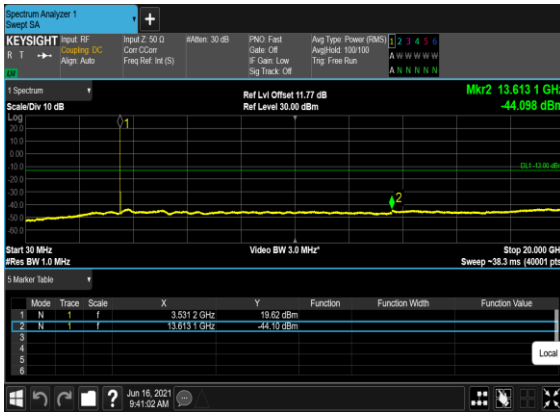 Spectrum Analyzer 1
Swept SA
+
KEYSIGHT Input: RF Input Z: 50 Ω #Atten: 30 dB PNO: Fast Avg Type: Power (RMS) 1 2 3 4 5 6
R T Coupling: DC Corr CCorr Gate: Off Avg|Hold: 100/100 A W W W W W
Align: Auto Freq Ref: Int (S) IF Gain: Low Trig: Free Run
LXI Sig Track: Off A N N N N N
1 Spectrum Ref Lvl Offset 11.77 dB Mkr2 13.613 1 GHz
Scale/Div 10 dB Ref Level 30.00 dBm -44.098 dBm
Log
1
20.0
10.0
0.00
-10.0
DL1 -13.00 dBm
-20.0
-30.0
-40.0
2
-50.0
-60.0
Start 30 MHz Video BW 3.0 MHz* Stop 20.000 GHz
#Res BW 1.0 MHz Sweep ~38.3 ms (40001 pts)
5 Marker Table
Mode Trace Scale X Y Function Function Width Function Value
1 N 1 f 3.531 2 GHz 19.62 dBm
2 N 1 f 13.613 1 GHz -44.10 dBm
3
4
5
6
Local
? Jun 16, 2021
9:41:02 AM